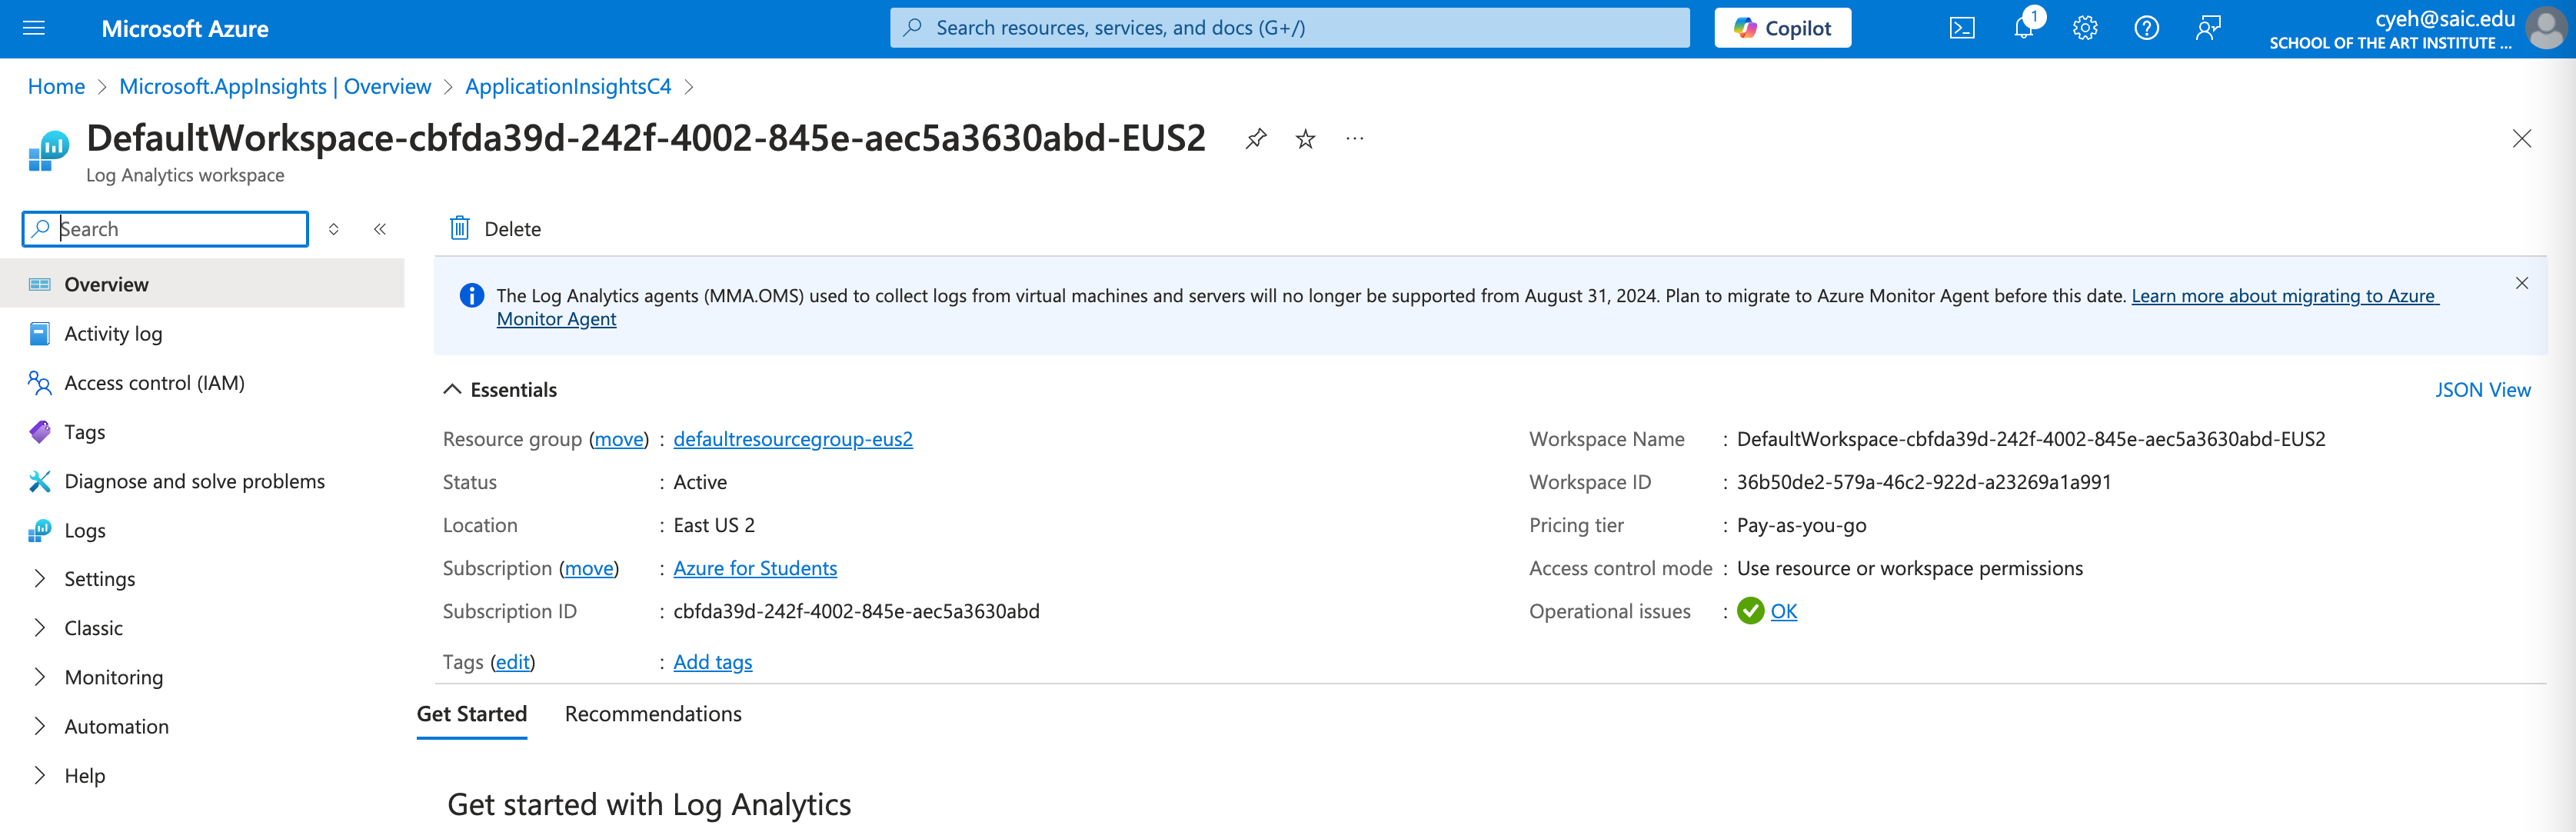 Microsoft Azure
Search resources, services, and docs (G+/)
Copilot
1
cyeh@saic.edu
SCHOOL OF THE ART INSTITUTE ...
Home > Microsoft.AppInsights | Overview > ApplicationInsightsC4 >
DefaultWorkspace-cbfda39d-242f-4002-845e-aec5a3630abd-EUS2
Log Analytics workspace
Search
Overview
Activity log
Access control (IAM)
Tags
Diagnose and solve problems
Logs
Settings
Classic
Monitoring
Automation
Help
Delete
The Log Analytics agents (MMA.OMS) used to collect logs from virtual machines and servers will no longer be supported from August 31, 2024. Plan to migrate to Azure Monitor Agent before this date. Learn more about migrating to Azure
Monitor Agent
Essentials
JSON View
Resource group (move) : defaultresourcegroup-eus2
Status : Active
Location : East US 2
Subscription (move) : Azure for Students
Subscription ID : cbfda39d-242f-4002-845e-aec5a3630abd
Tags (edit) : Add tags
Workspace Name : DefaultWorkspace-cbfda39d-242f-4002-845e-aec5a3630abd-EUS2
Workspace ID : 36b50de2-579a-46c2-922d-a23269a1a991
Pricing tier : Pay-as-you-go
Access control mode : Use resource or workspace permissions
Operational issues : OK
Get Started
Recommendations
Get started with Log Analytics